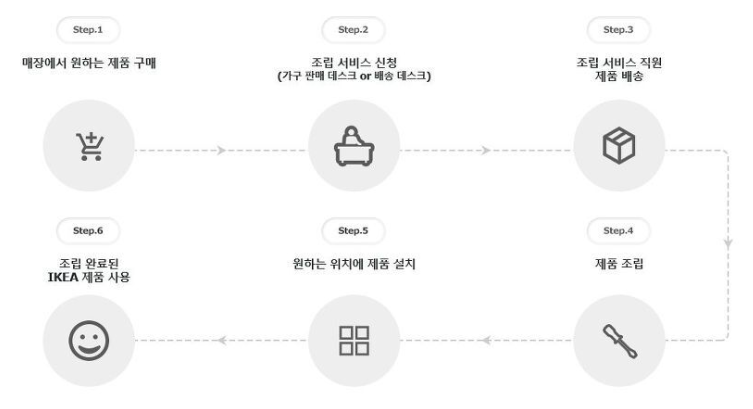 Step.1
매장에서 원하는 제품 구매
Step.2
조립 서비스 신청
(가구 판매 데스크 or 배송 데스크)
Step.3
조립 서비스 직원
제품 배송
Step.4
제품 조립
Step.5
원하는 위치에 제품 설치
Step.6
조립 완료된
IKEA 제품 사용